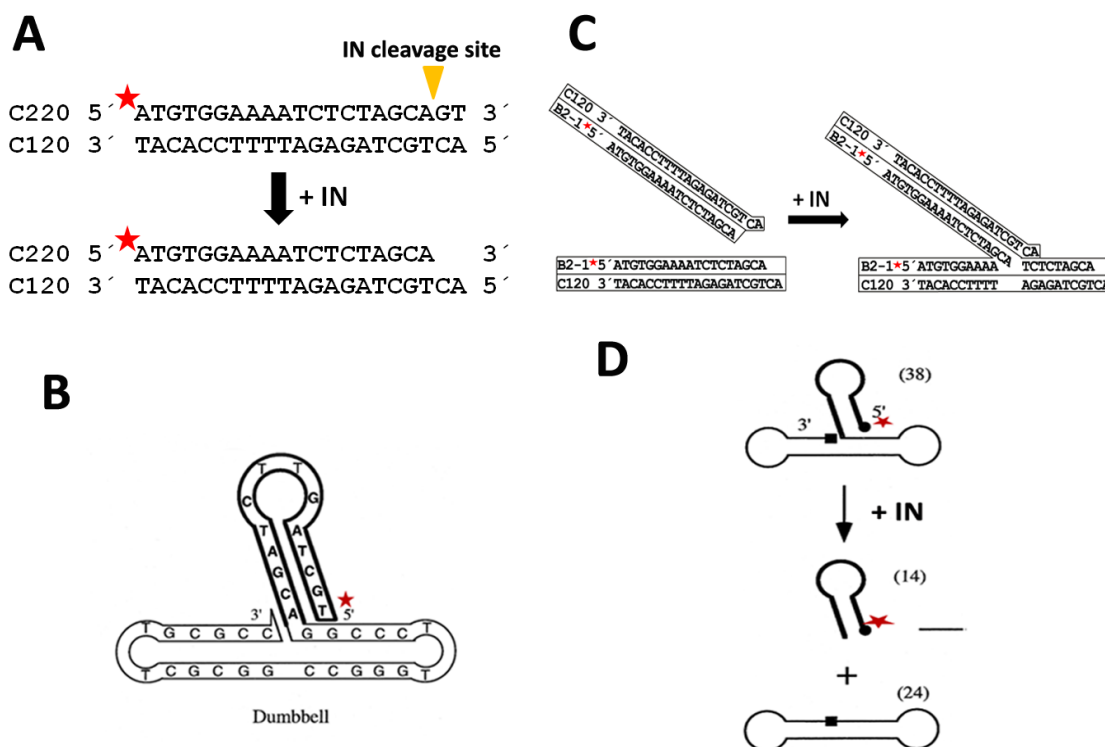 A
IN cleavage site
C220 5´ ATGTGGAAAATCTCTAGCAGT 3´
C120 3´ TACACCTTTTAGAGATCGTCA 5´
+ IN
C220 5´ ATGTGGAAAATCTCTAGCA 3´
C120 3´ TACACCTTTTAGAGATCGTCA 5´
B
T T
C G
T A
A T
G C
C G
A T
3' 5'
T G C G C C G G C C C T
T C G C G G C C G G G T
Dumbbell
C
C120 3´ TACACCTTTTAGAGATCGTCA
B2-1 5´ ATGTGGAAAATCTCTAGCA
+ IN
C120 3´ TACACCTTTTAGAGATCGTCA
B2-1 5´ ATGTGGAAAATCTCTAGCA
B2-1 5´ATGTGGAAAATCTCTAGCA
C120 3´TACACCTTTTAGAGATCGTCA
B2-1 5´ATGTGGAAAA TCTCTAGCA
C120 3´TACACCTTTT AGAGATCGTCA
D
(38)
3' 5'
+ IN
(14)
+
(24)